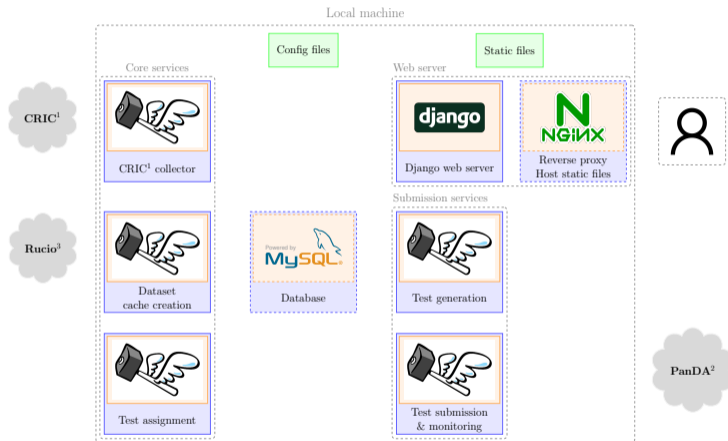 Local machine
Config files
Static files
Core services
Web server
CRIC¹
CRIC¹ collector
django
Django web server
NGiNX
Reverse proxy
Host static files
Submission services
Rucio³
Dataset
cache creation
Powered by
MySQL®
Database
Test generation
PanDA²
Test assignment
Test submission
& monitoring